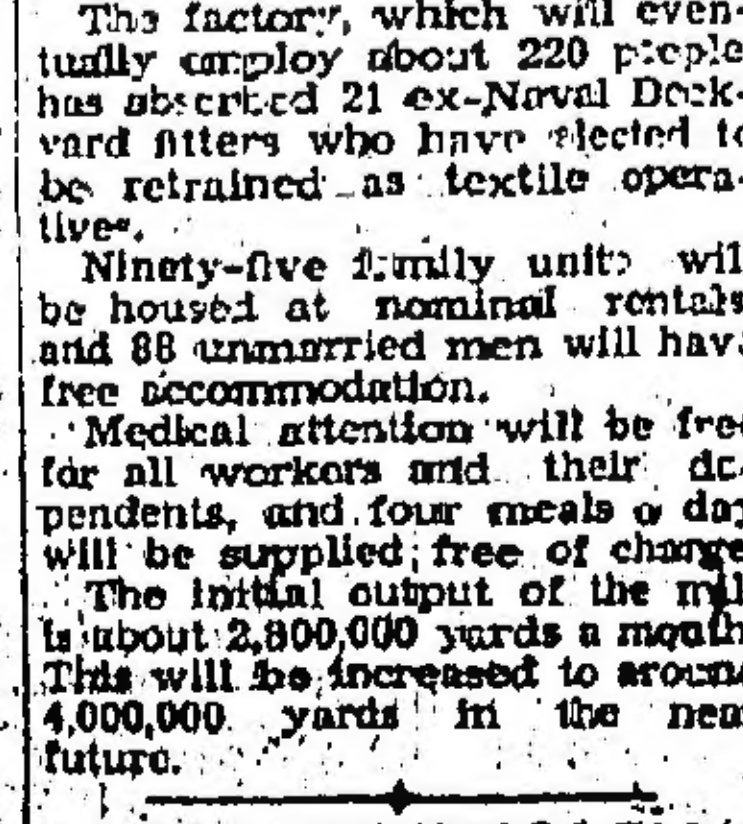 The factory, which will even-
tually employ about 220 people
has absorbed 21 ex-Naval Dock-
yard fitters who have elected to
be retrained as textile opera-
tives.
Ninety-five family units will
be housed at nominal rentals
and 88 unmarried men will have
free accommodation.
Medical attention will be free
for all workers and their de-
pendents, and four meals a day
will be supplied free of charge
The initial output of the mill
is about 2,800,000 yards a month
This will be increased to around
4,000,000 yards in the near
future.